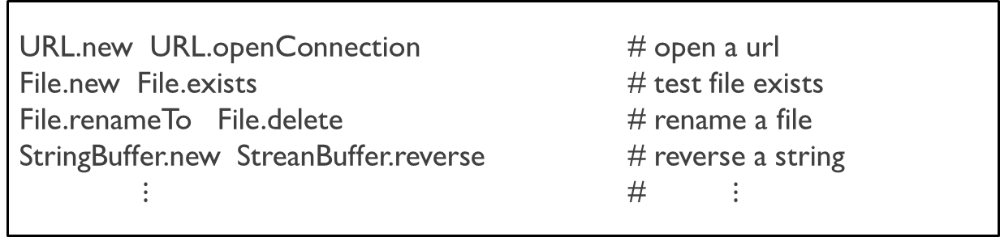 URL.new URL.openConnection # open a url
File.new File.exists # test file exists
File.renameTo File.delete # rename a file
StringBuffer.new StreanBuffer.reverse # reverse a string
⋮ # ⋮